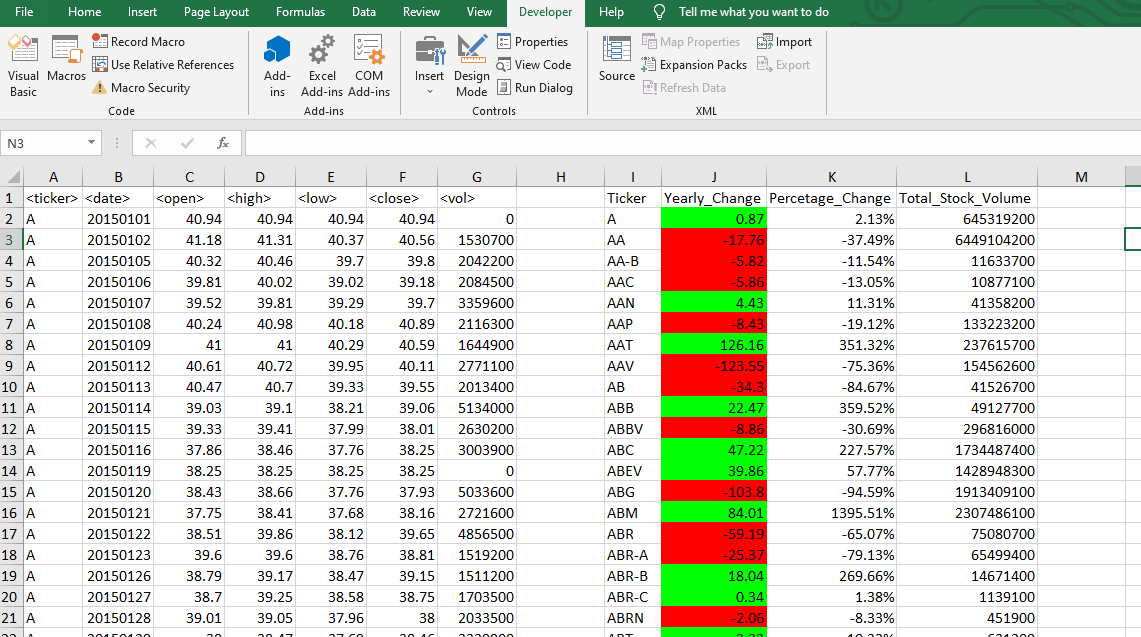 File Home Insert Page Layout Formulas Data Review View Developer Help Tell me what you want to do
Visual Basic
Macros
Record Macro
Use Relative References
Macro Security
Code
Add-ins
Excel Add-ins
COM Add-ins
Add-ins
Insert
Design Mode
Properties
View Code
Run Dialog
Controls
Source
Map Properties
Expansion Packs
Refresh Data
Import
Export
XML
N3 fx
A B C D E F G H I J K L M
1 <ticker> <date> <open> <high> <low> <close> <vol> Ticker Yearly_Change Percetage_Change Total_Stock_Volume
2 A 20150101 40.94 40.94 40.94 40.94 0 A 0.87 2.13% 645319200
3 A 20150102 41.18 41.31 40.37 40.56 1530700 AA -17.76 -37.49% 6449104200
4 A 20150105 40.32 40.46 39.7 39.8 2042200 AA-B -5.82 -11.54% 11633700
5 A 20150106 39.81 40.02 39.02 39.18 2084500 AAC -5.86 -13.05% 10877100
6 A 20150107 39.52 39.81 39.29 39.7 3359600 AAN 4.43 11.31% 41358200
7 A 20150108 40.24 40.98 40.18 40.89 2116300 AAP -8.43 -19.12% 133223200
8 A 20150109 41 41 40.29 40.59 1644900 AAT 126.16 351.32% 237615700
9 A 20150112 40.61 40.72 39.95 40.11 2771100 AAV -123.55 -75.36% 154562600
10 A 20150113 40.47 40.7 39.33 39.55 2013400 AB -34.3 -84.67% 41526700
11 A 20150114 39.03 39.1 38.21 39.06 5134000 ABB 22.47 359.52% 49127700
12 A 20150115 39.33 39.41 37.99 38.01 2630200 ABBV -8.86 -30.69% 296816000
13 A 20150116 37.86 38.46 37.76 38.25 3003900 ABC 47.22 227.57% 1734487400
14 A 20150119 38.25 38.25 38.25 38.25 0 ABEV 39.86 57.77% 1428948300
15 A 20150120 38.43 38.66 37.76 37.93 5033600 ABG -103.8 -94.59% 1913409100
16 A 20150121 37.75 38.41 37.68 38.16 2721600 ABM 84.01 1395.51% 2307486100
17 A 20150122 38.51 39.86 38.12 39.65 4856500 ABR -59.19 -65.07% 75080700
18 A 20150123 39.6 39.6 38.76 38.81 1519200 ABR-A -25.37 -79.13% 65499400
19 A 20150126 38.79 39.17 38.47 39.15 1511200 ABR-B 18.04 269.66% 14671400
20 A 20150127 38.7 39.25 38.58 38.75 1703500 ABR-C 0.34 1.38% 1139100
21 A 20150128 39.01 39.05 37.96 38 2033500 ABRN -2.06 -8.33% 451900